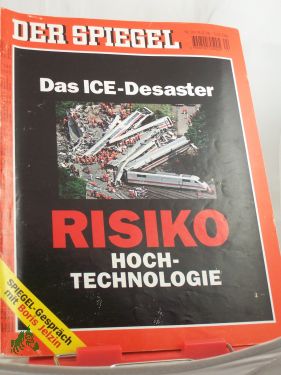 DER SPIEGEL
Das ICE-Desaster
RISIKO
HOCH-
TECHNOLOGIE
SPIEGEL-Gespräch
mit Boris Jelzin